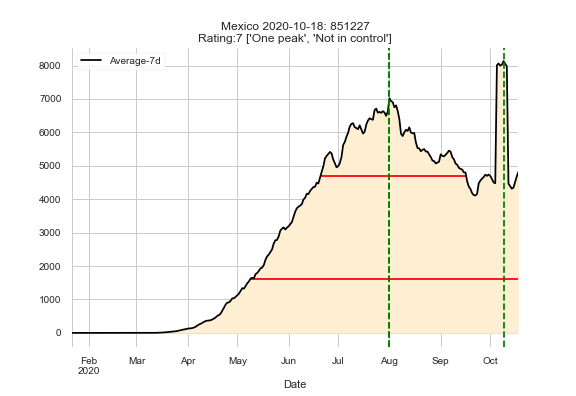 Mexico 2020-10-18: 851227
Rating:7 ['One peak', 'Not in control']
Average-7d
8000
7000
6000
5000
4000
3000
2000
1000
0
Feb Mar Apr May Jun Jul Aug Sep Oct
2020
Date